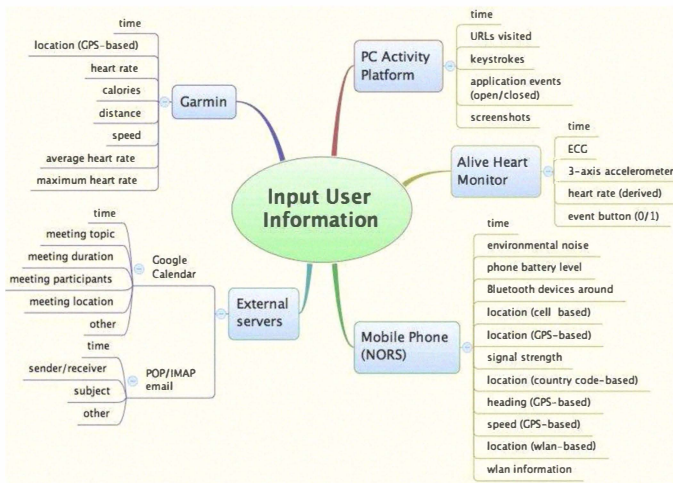 time
location (GPS-based)
heart rate
calories
distance
speed
average heart rate
maximum heart rate
Garmin
time
meeting topic
meeting duration
meeting participants
meeting location
other
Google
Calendar
time
sender/receiver
subject
other
POP/IMAP
email
External
servers
Input User
Information
PC Activity
Platform
time
URLs visited
keystrokes
application events
(open/closed)
screenshots
Alive Heart
Monitor
time
ECG
3-axis accelerometer
heart rate (derived)
event button (0/1)
Mobile Phone
(NORS)
time
environmental noise
phone battery level
Bluetooth devices around
location (cell based)
location (GPS-based)
signal strength
location (country code-based)
heading (GPS-based)
speed (GPS-based)
location (wlan-based)
wlan information